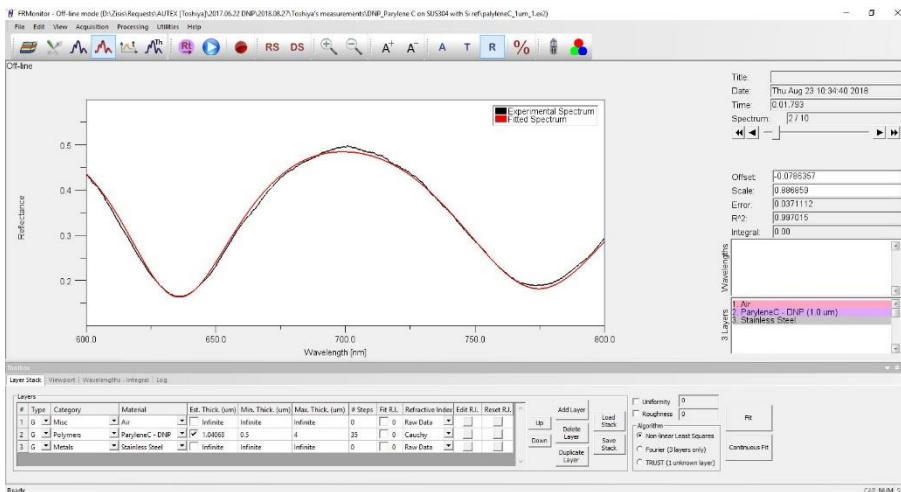 FRMonitor - Off-line mode (D:\Zisis\Requests\AUTEX [Toshiya]\2017.06.22 DNP\2018.08.27\Toshiya's measurements\DNP_Parylene C on SUS304 with Si ref\palyleneC_1um_1.ex2)
File Edit View Acquisition Processing Utilities Help
Rt RS DS A+ A- A T R %
Off-line
Title:
Date: Thu Aug 23 10:34:40 2018
Time: 0:01.793
Spectrum: 2 / 10
Experimental Spectrum
Fitted Spectrum
Offset: -0.0786357
Scale: 0.886859
Error: 0.0371112
R^2: 0.997015
Integral: 0.00
Wavelengths
3 Layers
1. Air
2. ParyleneC - DNP (1.0 um)
3. Stainless Steel
Reflectance
0.5
0.4
0.3
0.2
600.0 650.0 700.0 750.0 800.0
Wavelength [nm]
Toolbox
Layer Stack Viewport Wavelengths - Integral Log
Layers
# Type Category Material Est. Thick. (um) Min. Thick. (um) Max. Thick. (um) # Steps Fit R.I. Refractive Index Edit R.I. Reset R.I.
1 G Misc Air Infinite Infinite Infinite 0 0 Raw Data
2 G Polymers ParyleneC - DNP 1.04068 0.5 4 35 0 Cauchy
3 G Metals Stainless Steel Infinite Infinite Infinite 0 0 Raw Data
Up
Down
Add Layer
Delete Layer
Duplicate Layer
Load Stack
Save Stack
Uniformity 0
Roughness 0
Algorithm
Non-linear Least Squares
Fourier (3 layers only)
TRUST (1 unknown layer)
Fit
Continuous Fit
Ready
CAP NUM